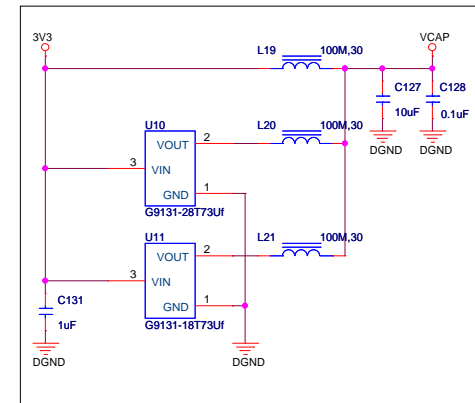 3V3
L19
100M,30
VCAP
C127
C128
10uF
0.1uF
DGND
DGND
U10
2
L20
100M,30
VOUT
3
VIN
1
GND
G9131-28T73Uf
U11
2
L21
100M,30
VOUT
3
VIN
C131
1
GND
1uF
G9131-18T73Uf
DGND
DGND